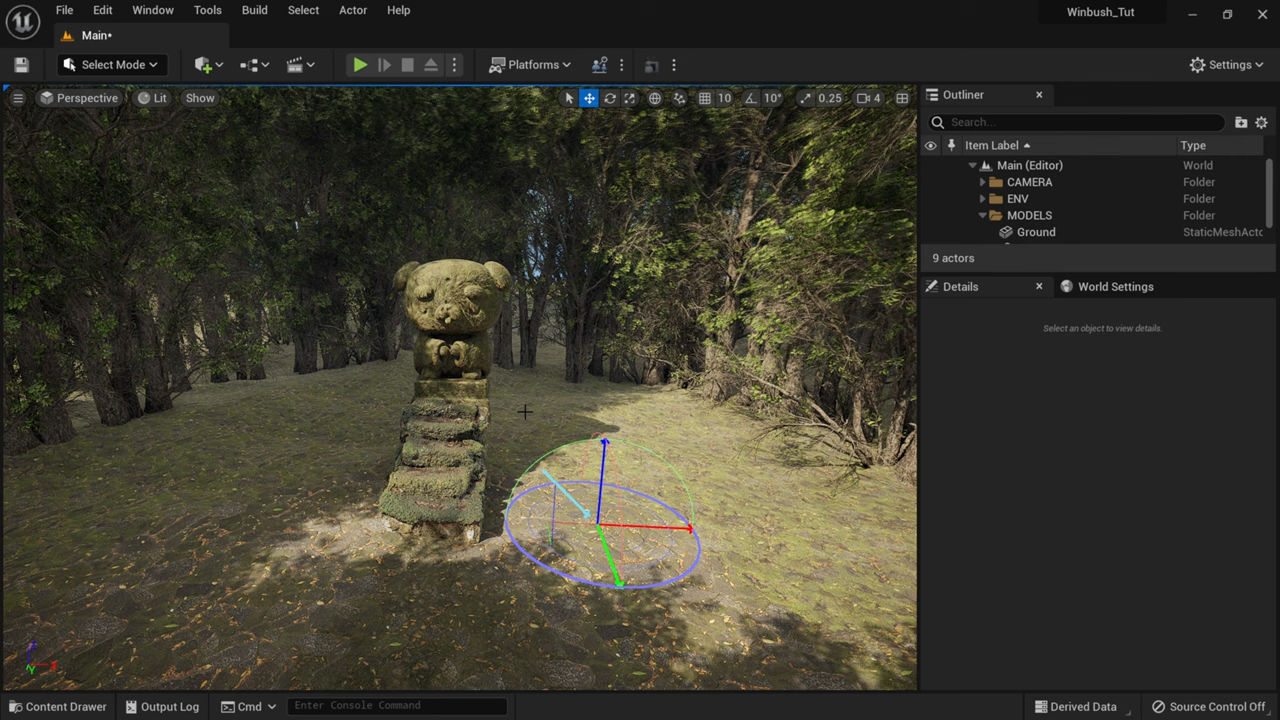 File Edit Window Tools Build Select Actor Help Winbush_Tut
Main*
Select Mode Platforms Settings
Perspective Lit Show 10 10° 0.25 4 Outliner
Search...
Item Label Type
Main (Editor) World
CAMERA Folder
ENV Folder
MODELS Folder
Ground StaticMeshActo
9 actors
Details World Settings
Select an object to view details.
Z
X
Y
Content Drawer Output Log Cmd Enter Console Command Derived Data Source Control Off